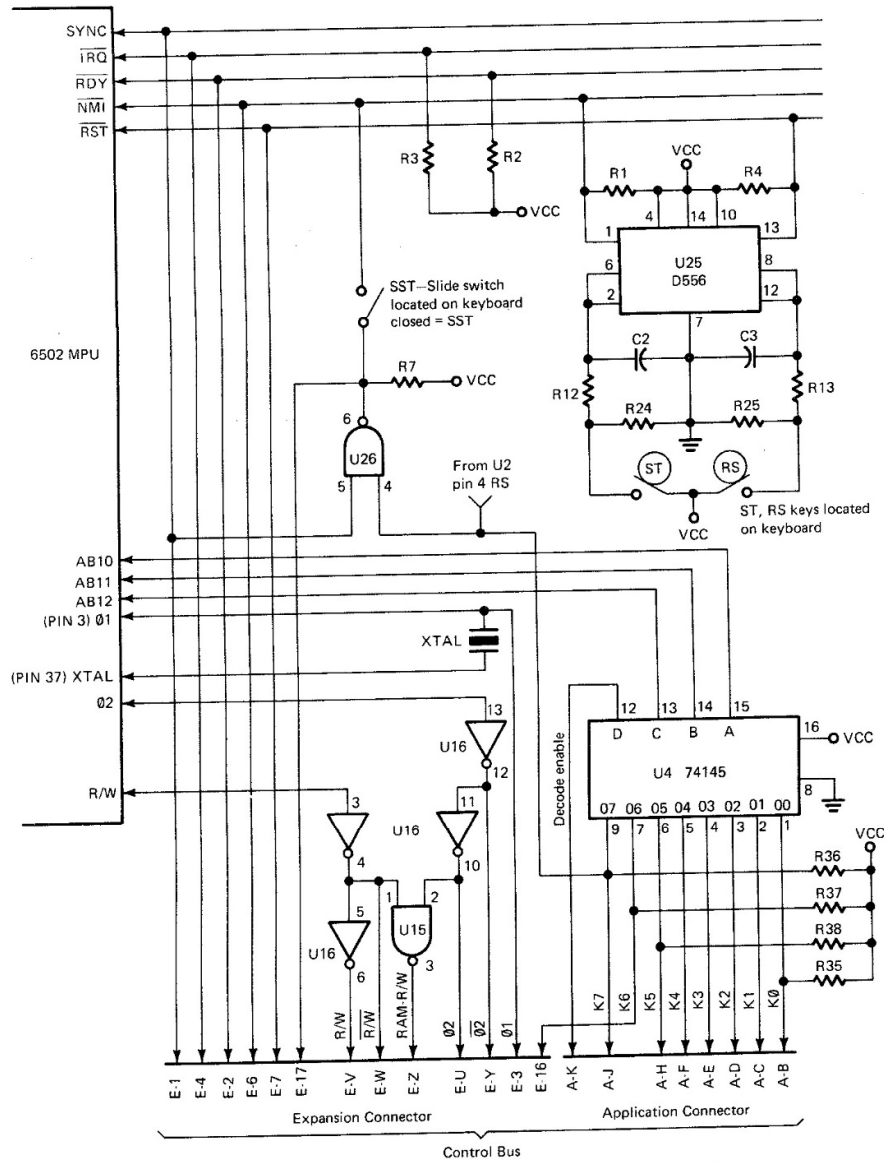 SYNC
IRQ
RDY
NMI
RST
R3
R2
VCC
VCC
R1
R4
4
14
10
1
13
6
8
U25
D556
2
12
7
C2
C3
R12
R13
R24
R25
ST
RS
VCC
ST, RS keys located
on keyboard
SST–Slide switch
located on keyboard
closed = SST
6502 MPU
R7
VCC
6
U26
5
4
From U2
pin 4 RS
AB10
AB11
AB12
(PIN 3) Ø1
XTAL
(PIN 37) XTAL
Ø2
R/W
13
U16
12
3
4
U16
11
10
5
U16
6
1
2
U15
3
Decode enable
12
13
14
15
D
C
B
A
16
VCC
U4 74145
8
07
06
05
04
03
02
01
00
9
7
6
5
4
3
2
1
VCC
R36
R37
R38
R35
R/W
R/W
RAM-R/W
Ø2
Ø2
Ø1
K7
K6
K5
K4
K3
K2
K1
KØ
E-1
E-4
E-2
E-6
E-7
E-17
E-V
E-W
E-Z
E-U
E-Y
E-3
E-16
A-K
A-J
A-H
A-F
A-E
A-D
A-C
A-B
Expansion Connector
Application Connector
Control Bus